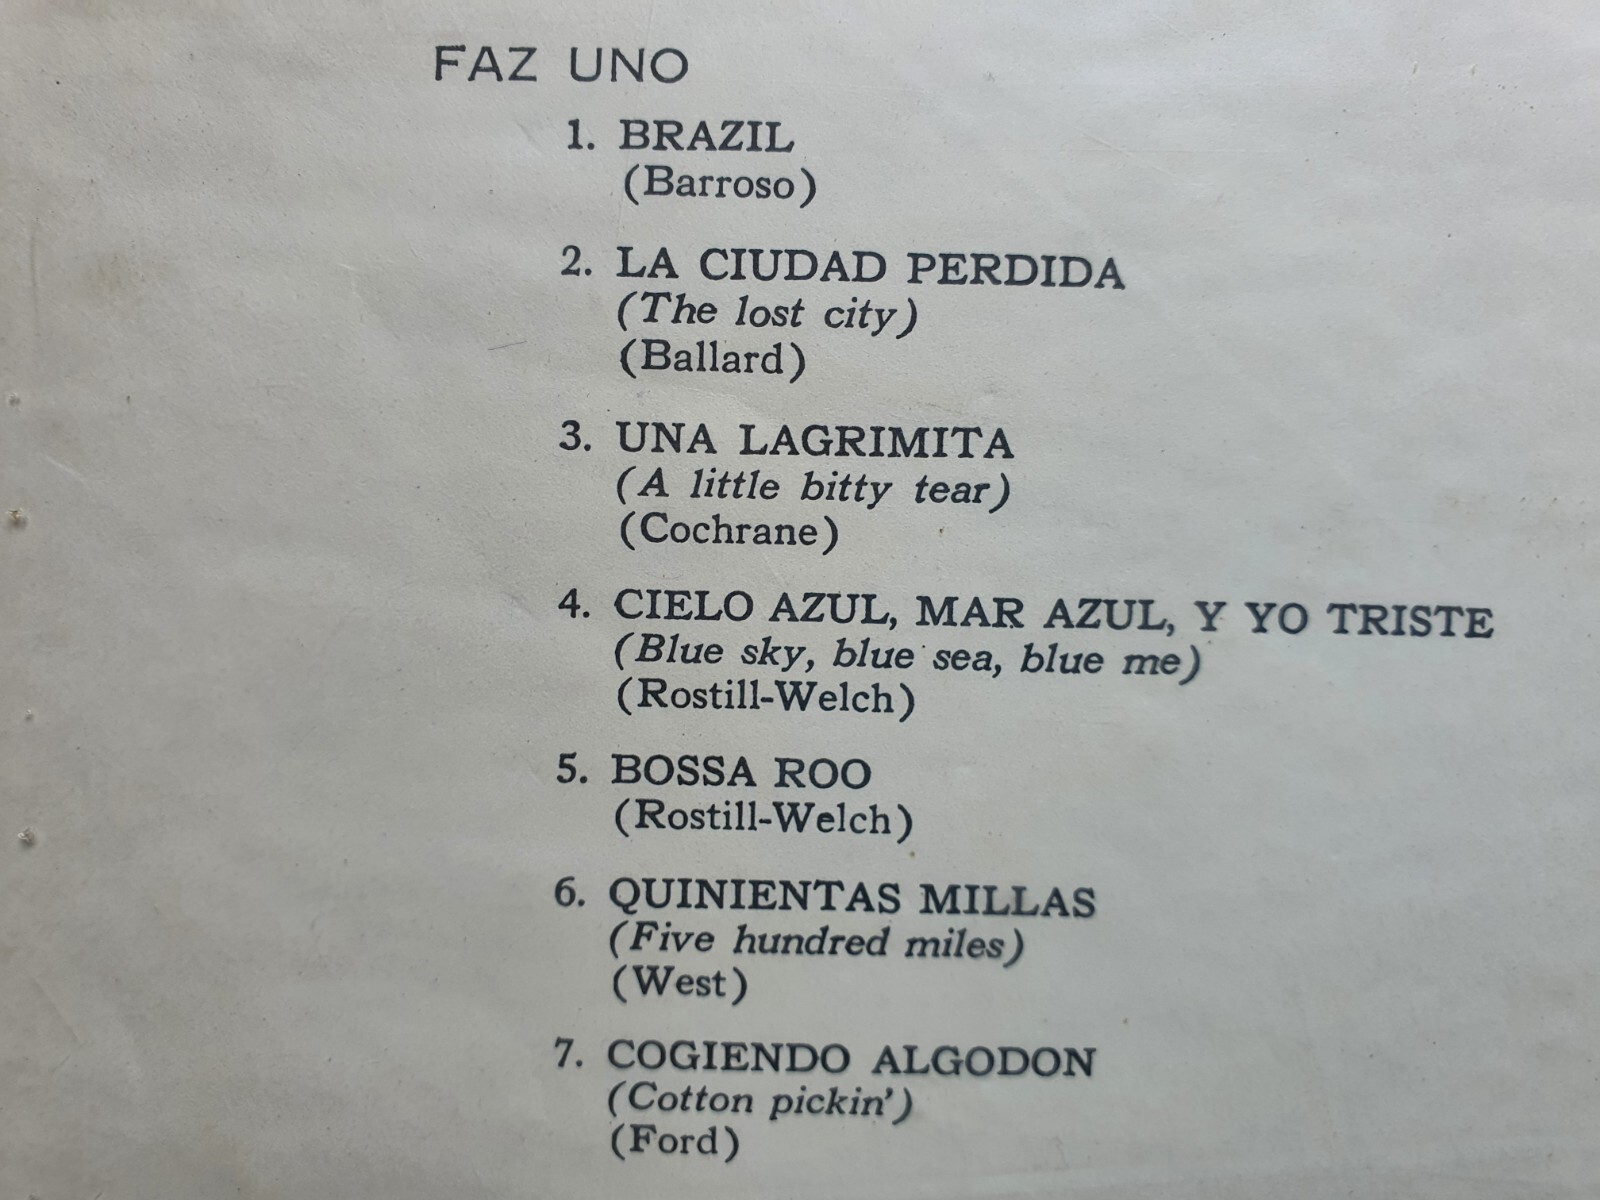 FAZ UNO
1. BRAZIL
(Barroso)
2. LA CIUDAD PERDIDA
(The lost city)
(Ballard)
3. UNA LAGRIMITA
(A little bitty tear)
(Cochrane)
4. CIELO AZUL, MAR AZUL, Y YO TRISTE
(Blue sky, blue sea, blue me)
(Rostill-Welch)
5. BOSSA ROO
(Rostill-Welch)
6. QUINIENTAS MILLAS
(Five hundred miles)
(West)
7. COGIENDO ALGODON
(Cotton pickin’)
(Ford)